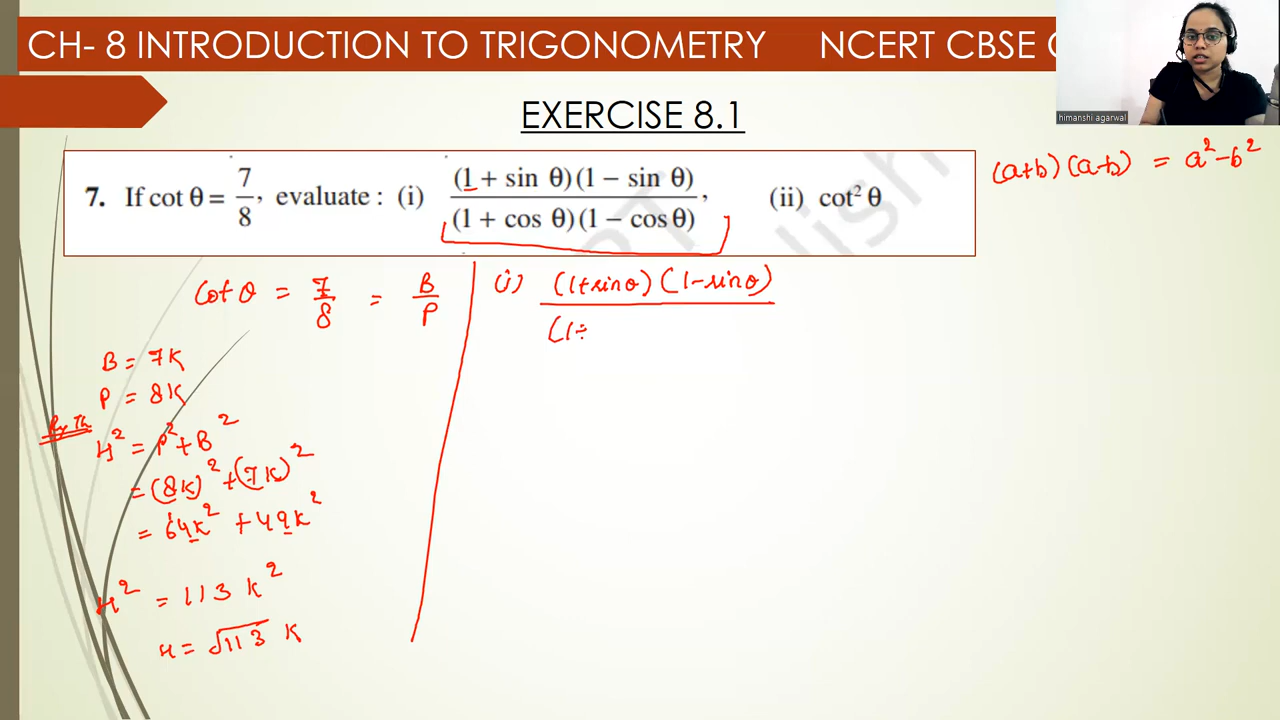 CH- 8 INTRODUCTION TO TRIGONOMETRY NCERT CBSE
himanshi agarwal
EXERCISE 8.1
(a+b) (a-b) = a² - b²
7. If cot θ = 7/8, evaluate : (i) (1 + sin θ)(1 − sin θ) / (1 + cos θ)(1 − cos θ), (ii) cot² θ
Cot θ = 7/8 = B/P
B = 7K
P = 8K
Py Th
H² = P² + B²
= (8K)² + (7K)²
= 64K² + 49K²
H² = 113 K²
H = √113 K
(i) (1+sinθ) (1-sinθ)
(1+